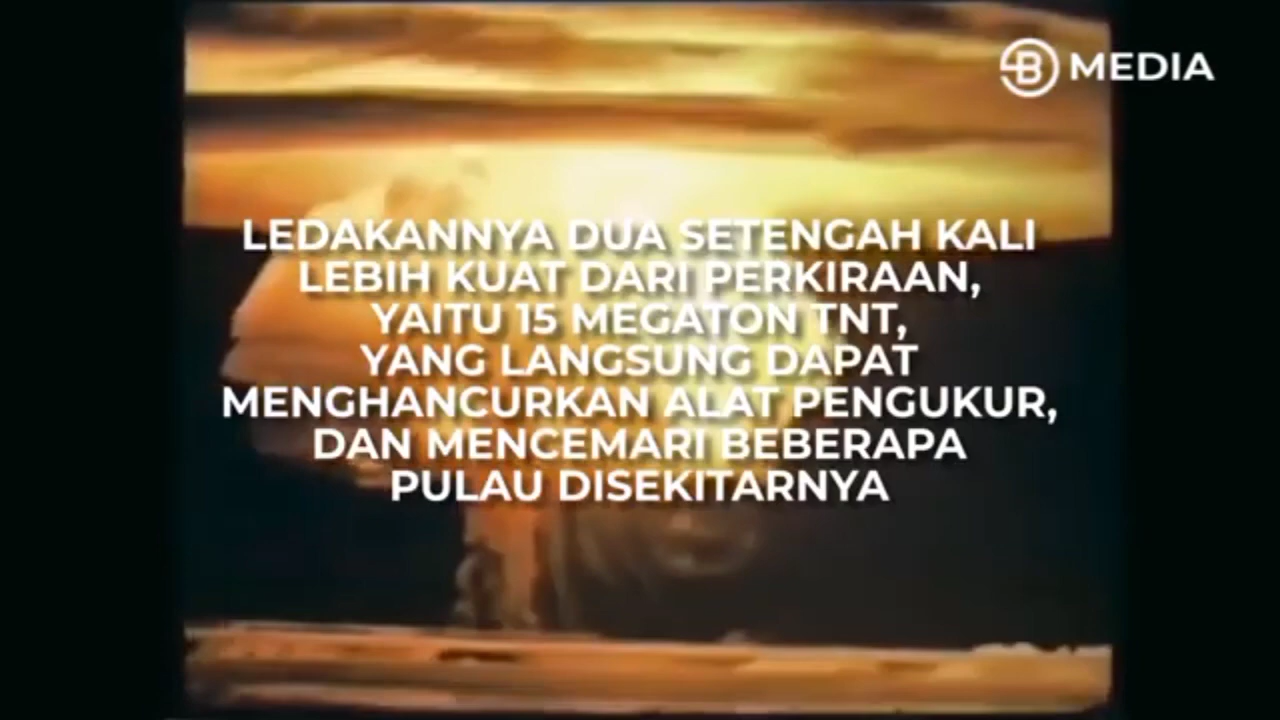 B MEDIA
LEDAKANNYA DUA SETENGAH KALI
LEBIH KUAT DARI PERKIRAAN,
YAITU 15 MEGATON TNT,
YANG LANGSUNG DAPAT
MENGHANCURKAN ALAT PENGUKUR,
DAN MENCEMARI BEBERAPA
PULAU DISEKITARNYA